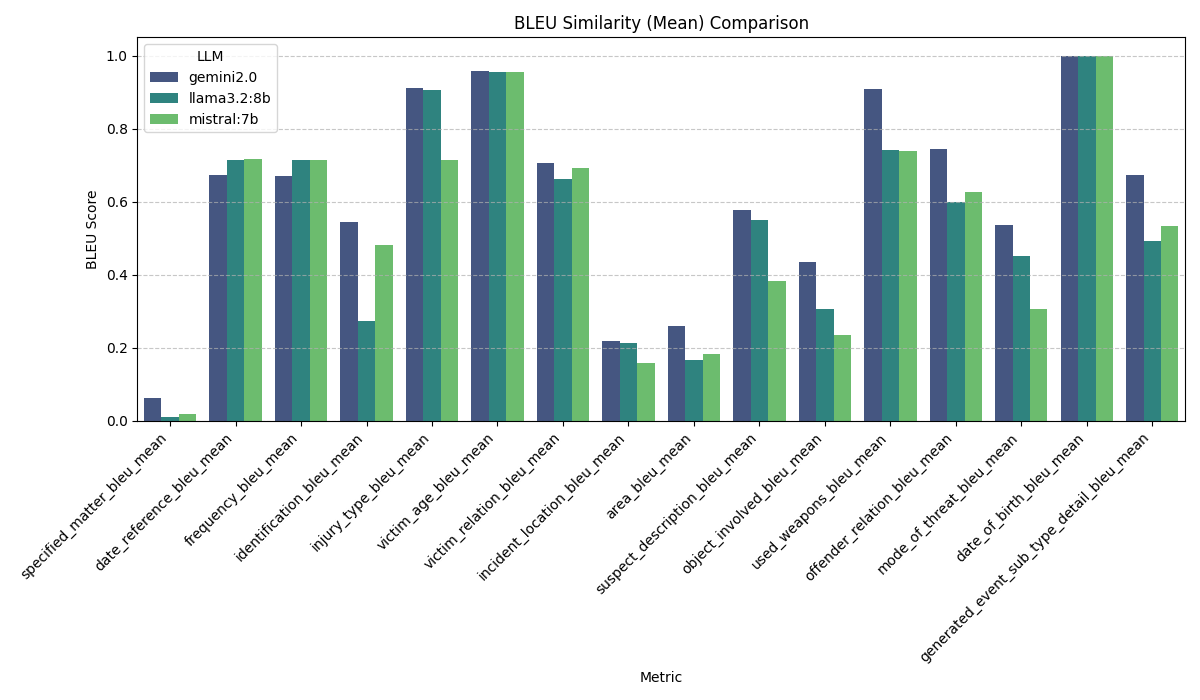 BLEU Similarity (Mean) Comparison
LLM
gemini2.0
llama3.2:8b
mistral:7b
BLEU Score
1.0
0.8
0.6
0.4
0.2
0.0
specified_matter_bleu_mean
date_reference_bleu_mean
frequency_bleu_mean
identification_bleu_mean
injury_type_bleu_mean
victim_age_bleu_mean
victim_relation_bleu_mean
incident_location_bleu_mean
area_bleu_mean
suspect_description_bleu_mean
object_involved_bleu_mean
used_weapons_bleu_mean
offender_relation_bleu_mean
mode_of_threat_bleu_mean
date_of_birth_bleu_mean
generated_event_sub_type_detail_bleu_mean
Metric